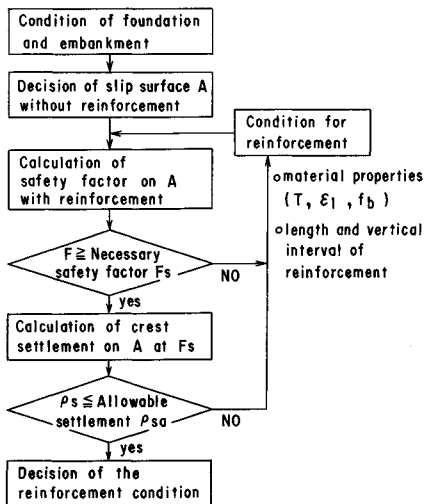 Condition of foundation
and embankment
Decision of slip surface A
without reinforcement
Condition for
reinforcement
Calculation of
safety factor on A
with reinforcement
o material properties
(T, ε1, fb)
o length and vertical
interval of
reinforcement
F ≧ Necessary
safety factor Fs
NO
yes
Calculation of crest
settlement on A at Fs
ρs ≦ Allowable
settlement ρsa
NO
yes
Decision of the
reinforcement condition